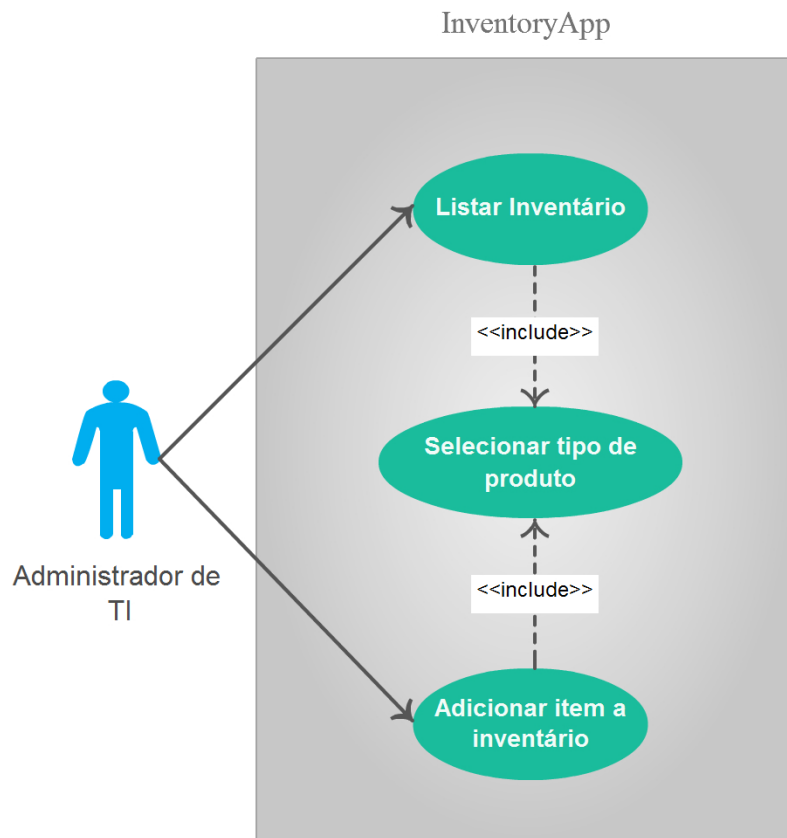 InventoryApp
Listar Inventário
<<include>>
Selecionar tipo de
produto
<<include>>
Administrador de
TI
Adicionar item a
inventário